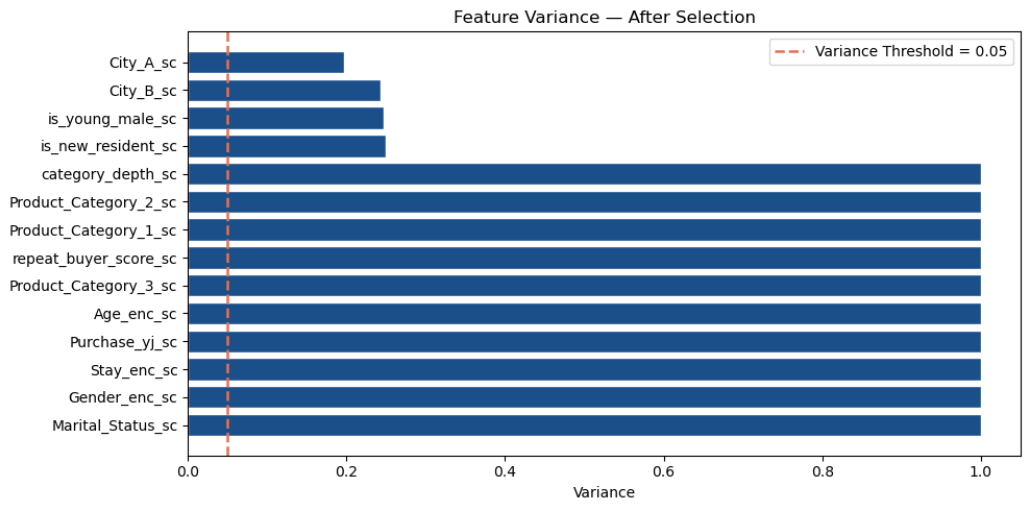 Feature Variance — After Selection
Variance Threshold = 0.05
City_A_sc
City_B_sc
is_young_male_sc
is_new_resident_sc
category_depth_sc
Product_Category_2_sc
Product_Category_1_sc
repeat_buyer_score_sc
Product_Category_3_sc
Age_enc_sc
Purchase_yj_sc
Stay_enc_sc
Gender_enc_sc
Marital_Status_sc
0.0 0.2 0.4 0.6 0.8 1.0
Variance